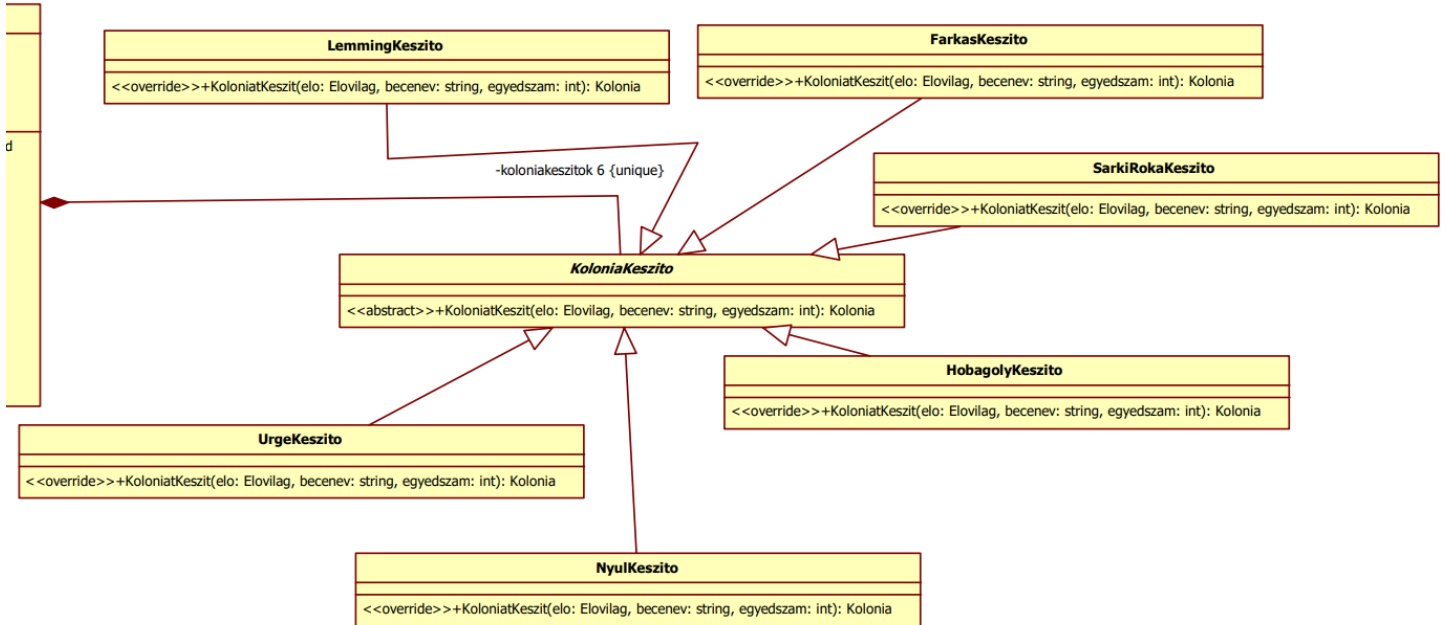 LemmingKeszito
<<override>>+KoloniatKeszit(elo: Elovilag, becenev: string, egyedszam: int): Kolonia
FarkasKeszito
<<override>>+KoloniatKeszit(elo: Elovilag, becenev: string, egyedszam: int): Kolonia
d
-koloniakeszitok 6 {unique}
SarkiRokaKeszito
<<override>>+KoloniatKeszit(elo: Elovilag, becenev: string, egyedszam: int): Kolonia
KoloniaKeszito
<<abstract>>+KoloniatKeszit(elo: Elovilag, becenev: string, egyedszam: int): Kolonia
HobagolyKeszito
<<override>>+KoloniatKeszit(elo: Elovilag, becenev: string, egyedszam: int): Kolonia
UrgeKeszito
<<override>>+KoloniatKeszit(elo: Elovilag, becenev: string, egyedszam: int): Kolonia
NyulKeszito
<<override>>+KoloniatKeszit(elo: Elovilag, becenev: string, egyedszam: int): Kolonia